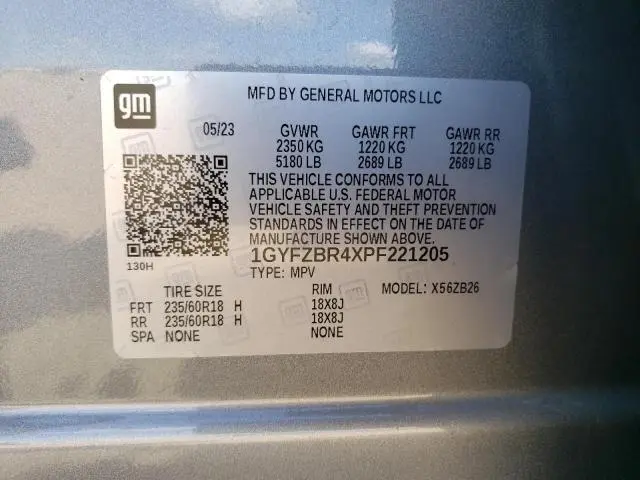 gm
MFD BY GENERAL MOTORS LLC
05/23 GVWR GAWR FRT GAWR RR
2350 KG 1220 KG 1220 KG
5180 LB 2689 LB 2689 LB
THIS VEHICLE CONFORMS TO ALL
APPLICABLE U.S. FEDERAL MOTOR
VEHICLE SAFETY AND THEFT PREVENTION
STANDARDS IN EFFECT ON THE DATE OF
MANUFACTURE SHOWN ABOVE.
130H
1GYFZBR4XPF221205
TYPE: MPV
TIRE SIZE RIM MODEL: X56ZB26
FRT 235/60R18 H 18X8J
RR 235/60R18 H 18X8J
SPA NONE NONE